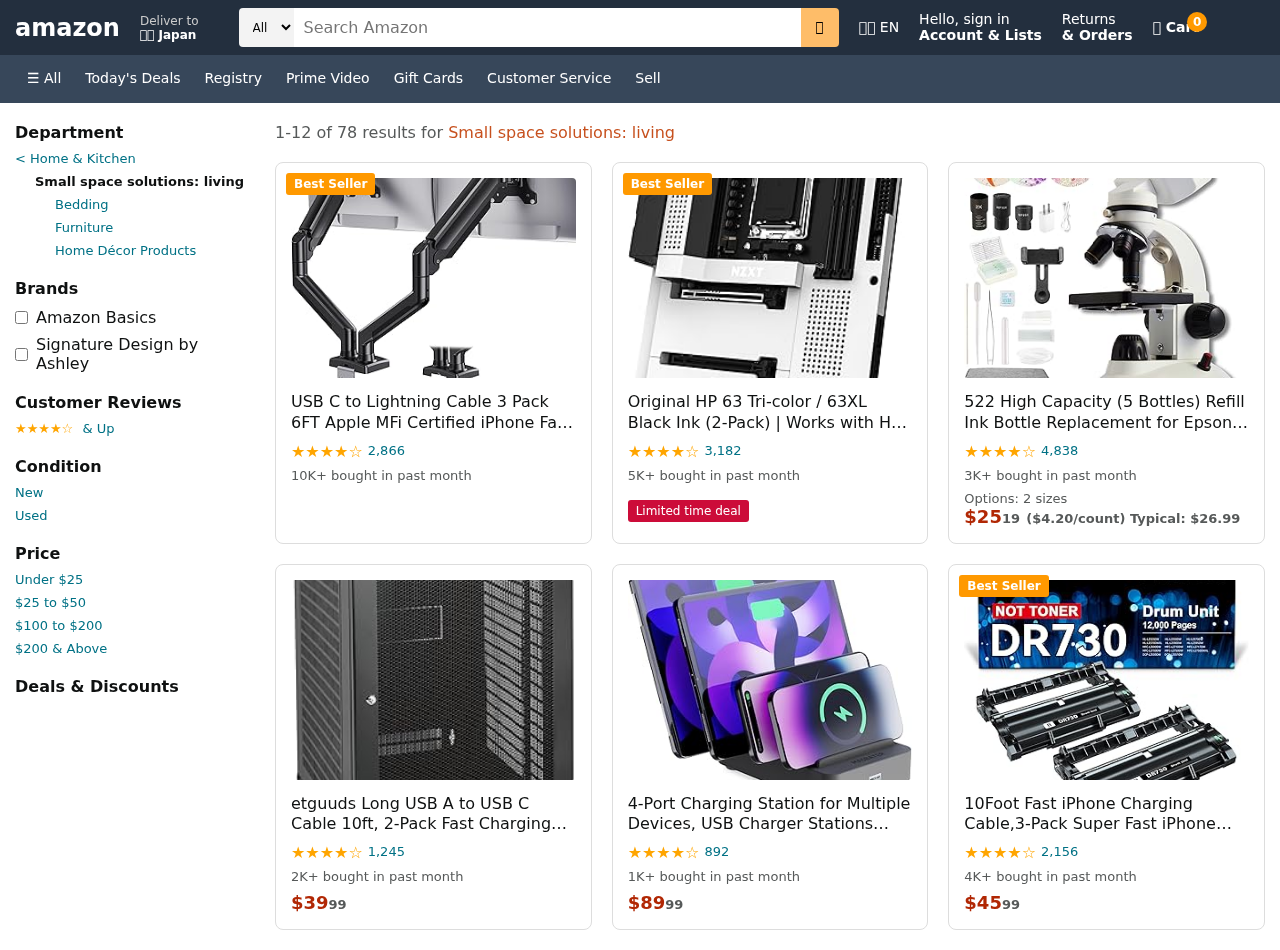 amazon
Deliver to
Japan
All
Search Amazon
EN
Hello, sign in
Account & Lists
Returns
& Orders
Cart
0
☰ All
Today's Deals
Registry
Prime Video
Gift Cards
Customer Service
Sell
Department
< Home & Kitchen
Small space solutions: living
Bedding
Furniture
Home Décor Products
Brands
Amazon Basics
Signature Design by
Ashley
Customer Reviews
★★★★☆ & Up
Condition
New
Used
Price
Under $25
$25 to $50
$100 to $200
$200 & Above
Deals & Discounts
1-12 of 78 results for Small space solutions: living
Best Seller
USB C to Lightning Cable 3 Pack
6FT Apple MFi Certified iPhone Fa…
★★★★☆ 2,866
10K+ bought in past month
Best Seller
NZXT
Original HP 63 Tri-color / 63XL
Black Ink (2-Pack) | Works with H…
★★★★☆ 3,182
5K+ bought in past month
Limited time deal
522 High Capacity (5 Bottles) Refill
Ink Bottle Replacement for Epson…
★★★★☆ 4,838
3K+ bought in past month
Options: 2 sizes
$25 19 ($4.20/count) Typical: $26.99
etguuds Long USB A to USB C
Cable 10ft, 2-Pack Fast Charging…
★★★★☆ 1,245
2K+ bought in past month
$39 99
4-Port Charging Station for Multiple
Devices, USB Charger Stations…
★★★★☆ 892
1K+ bought in past month
$89 99
Best Seller
NOT TONER
DR730
Drum Unit
12,000 Pages
DR730
DR730
10Foot Fast iPhone Charging
Cable,3-Pack Super Fast iPhone…
★★★★☆ 2,156
4K+ bought in past month
$45 99